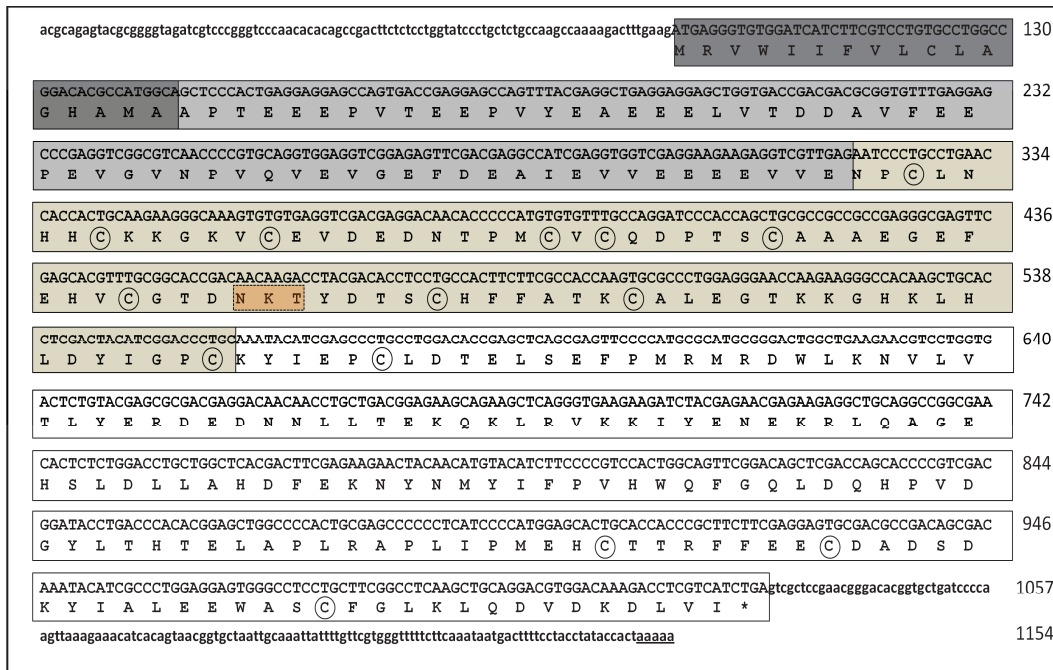 acgcagagtacgcggggtagatcgtcccgggtcccaacacacagccgacttctctcctggtatccctgctctgccaagccaaaagactttgaagATGAGGGTGTGGATCATCTTCGTCCTGTGCCTGGCC 130
M R V W I I F V L C L A
GGACACGCCATGGCAGCTCCCACTGAGGAGGAGCCAGTGACCGAGGAGCCAGTTTACGAGGCTGAGGAGGAGCTGGTGACCGACGACGCGGTGTTTGAGGAG 232
G H A M A A P T E E E P V T E E P V Y E A E E E L V T D D A V F E E
CCCGAGGTCGGCGTCAACCCCGTGCAGGTGGAGGTCGGAGAGTTCGACGAGGCCATCGAGGTGGTCGAGGAAGAAGAGGTCGTTGAGAATCCCTGCCTGAAC 334
P E V G V N P V Q V E V G E F D E A I E V V E E E E V V E N P C L N
CACCACTGCAAGAAGGGCAAAGTGTGTGAGGTCGACGAGGACAACACCCCCATGTGTGTTTGCCAGGATCCCACCAGCTGCGCCGCCGCCGAGGGCGAGTTC 436
H H C K K G K V C E V D E D N T P M C V C Q D P T S C A A A E G E F
GAGCACGTTTGCGGCACCGACAACAAGACCTACGACACCTCCTGCCACTTCTTCGCCACCAAGTGCGCCCTGGAGGGAACCAAGAAGGGCCACAAGCTGCAC 538
E H V C G T D N K T Y D T S C H F F A T K C A L E G T K K G H K L H
CTCGACTACATCGGACCCTGCAAATACATCGAGCCCTGCCTGGACACCGAGCTCAGCGAGTTCCCCATGCGCATGCGGGACTGGCTGAAGAACGTCCTGGTG 640
L D Y I G P C K Y I E P C L D T E L S E F P M R M R D W L K N V L V
ACTCTGTACGAGCGCGACGAGGACAACAACCTGCTGACGGAGAAGCAGAAGCTCAGGGTGAAGAAGATCTACGAGAACGAGAAGAGGCTGCAGGCCGGCGAA 742
T L Y E R D E D N N L L T E K Q K L R V K K I Y E N E K R L Q A G E
CACTCTCTGGACCTGCTGGCTCACGACTTCGAGAAGAACTACAACATGTACATCTTCCCCGTCCACTGGCAGTTCGGACAGCTCGACCAGCACCCCGTCGAC 844
H S L D L L A H D F E K N Y N M Y I F P V H W Q F G Q L D Q H P V D
GGATACCTGACCCACACGGAGCTGGCCCCACTGCGAGCCCCCCTCATCCCCATGGAGCACTGCACCACCCGCTTCTTCGAGGAGTGCGACGCCGACAGCGAC 946
G Y L T H T E L A P L R A P L I P M E H C T T R F F E E C D A D S D
AAATACATCGCCCTGGAGGAGTGGGCCTCCTGCTTCGGCCTCAAGCTGCAGGACGTGGACAAAGACCTCGTCATCTGAgtcgctccgaacgggacacggtgctgatcccca 1057
K Y I A L E E W A S C F G L K L Q D V D K D L V I *
agttaaagaaacatcacagtaacggtgctaattgcaaattattttgttcgtgggtttttcttcaaataatgacttttcctacctataccactaaaaa 1154